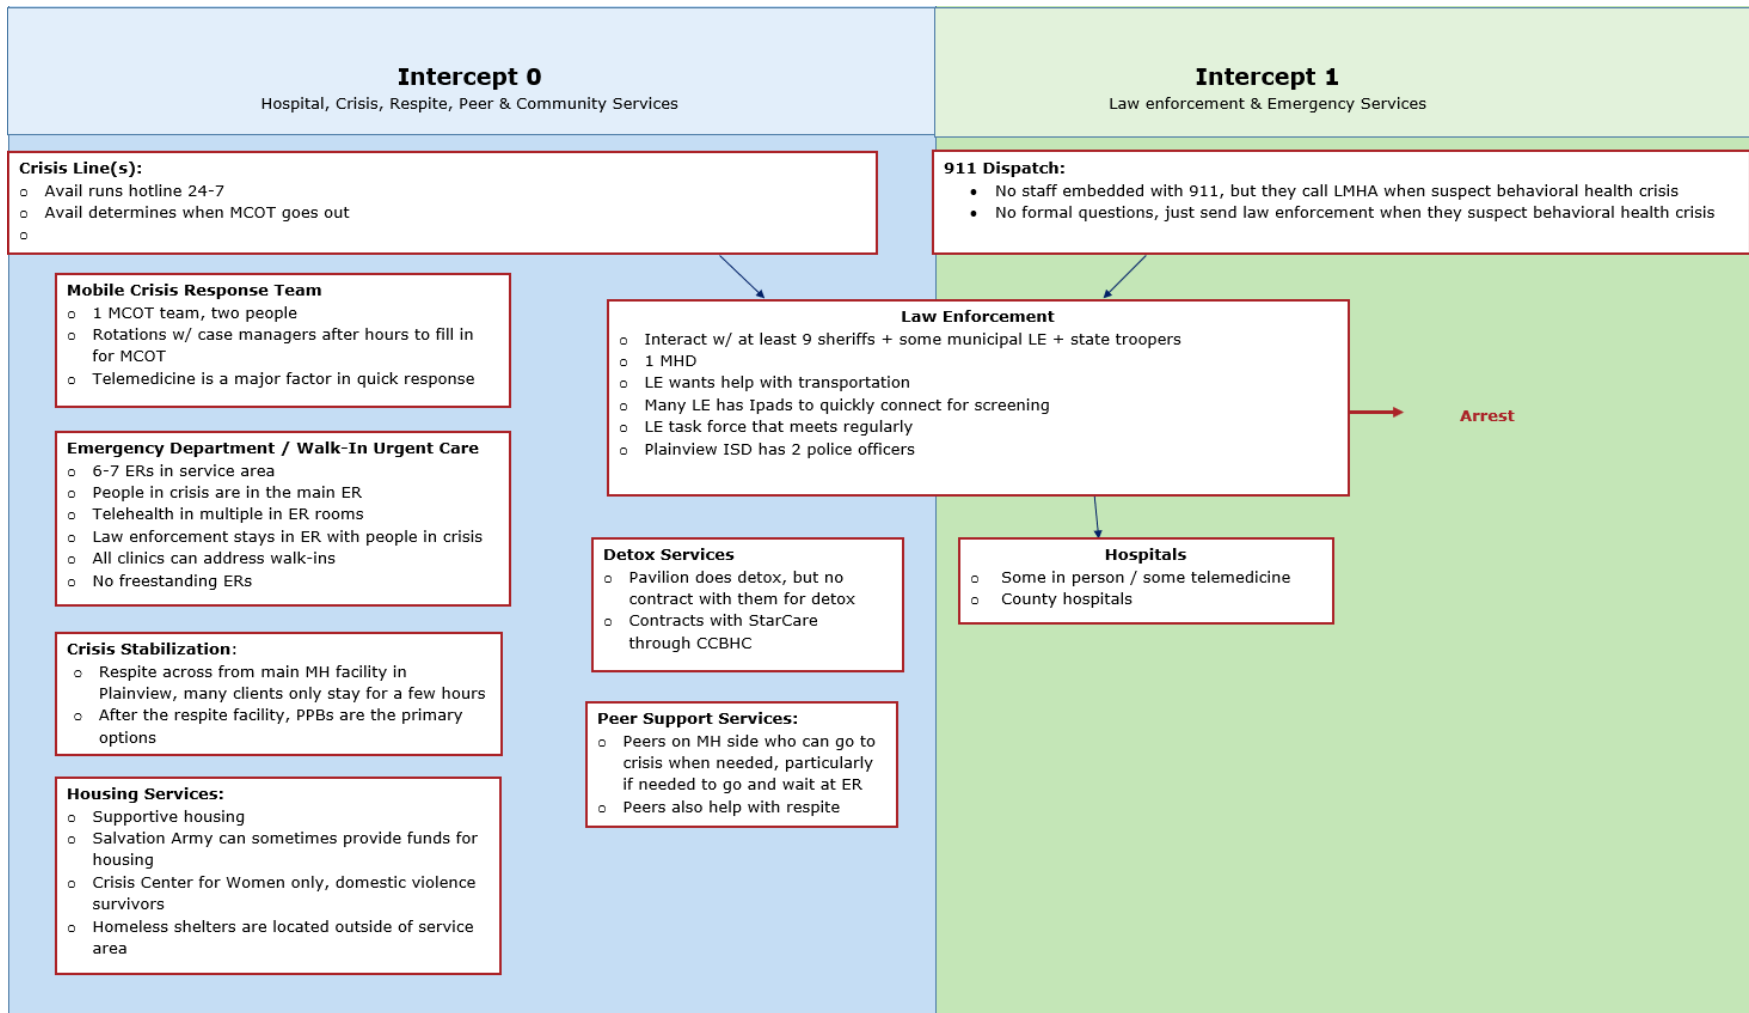 Intercept 0
Hospital, Crisis, Respite, Peer & Community Services
Intercept 1
Law enforcement & Emergency Services
Crisis Line(s):
o Avail runs hotline 24-7
o Avail determines when MCOT goes out
o
911 Dispatch:
• No staff embedded with 911, but they call LMHA when suspect behavioral health crisis
• No formal questions, just send law enforcement when they suspect behavioral health crisis
Mobile Crisis Response Team
o 1 MCOT team, two people
o Rotations w/ case managers after hours to fill in
for MCOT
o Telemedicine is a major factor in quick response
Law Enforcement
o Interact w/ at least 9 sheriffs + some municipal LE + state troopers
o 1 MHD
o LE wants help with transportation
o Many LE has Ipads to quickly connect for screening
o LE task force that meets regularly
o Plainview ISD has 2 police officers
Arrest
Emergency Department / Walk-In Urgent Care
o 6-7 ERs in service area
o People in crisis are in the main ER
o Telehealth in multiple in ER rooms
o Law enforcement stays in ER with people in crisis
o All clinics can address walk-ins
o No freestanding ERs
Detox Services
o Pavilion does detox, but no
contract with them for detox
o Contracts with StarCare
through CCBHC
Hospitals
o Some in person / some telemedicine
o County hospitals
Crisis Stabilization:
o Respite across from main MH facility in
Plainview, many clients only stay for a few hours
o After the respite facility, PPBs are the primary
options
Peer Support Services:
o Peers on MH side who can go to
crisis when needed, particularly
if needed to go and wait at ER
o Peers also help with respite
Housing Services:
o Supportive housing
o Salvation Army can sometimes provide funds for
housing
o Crisis Center for Women only, domestic violence
survivors
o Homeless shelters are located outside of service
area